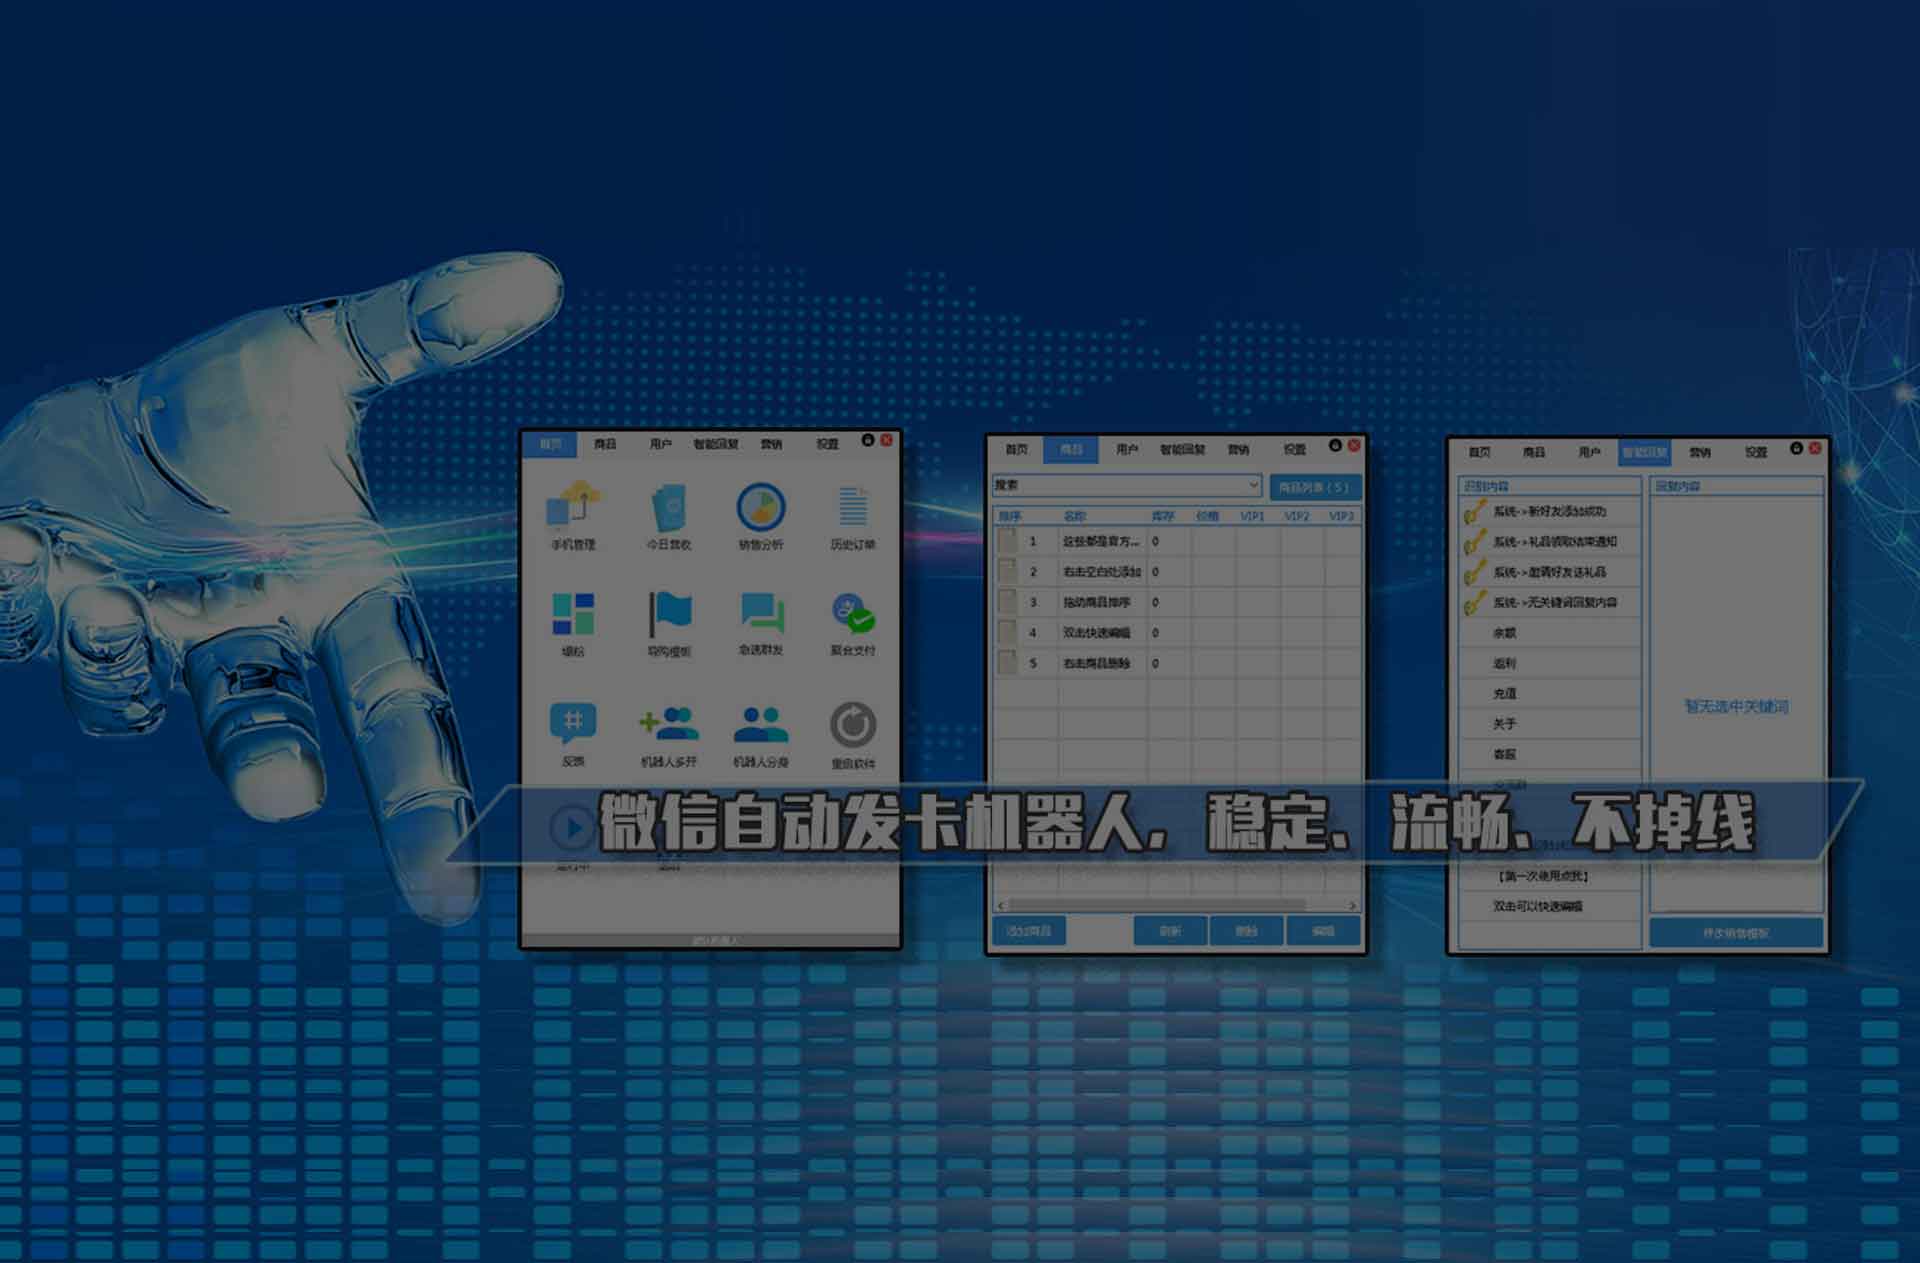 首页 商品 用户 智能回复 营销 设置
手机管理 今日营收 销售分析 历史订单
导购模板 急速群发 聚合支付
反馈 机器人多开 机器人分身 重启软件
运行中
首页 商品 用户 智能回复 营销 设置
搜索 商品列表 ( 5 )
排序 名称 库存 价格 VIP1 VIP2 VIP3
1 这些都是官方... 0
2 右击空白处添加 0
3 拖动商品排序 0
4 双击快速编辑 0
5 右击商品删除 0
添加商品 刷新 删除 编辑
首页 商品 用户 智能回复 营销 设置
识别内容 回复内容
系统->新好友添加成功
系统->礼品领取结束通知
系统->邀请好友送礼品
系统->无关键词回复内容
余额
返利
充值
关于
客服
【第一次使用点我】
双击可以快速编辑
暂无选中关键词
修改销售模板
微信自动发卡机器人，稳定、流畅、不掉线